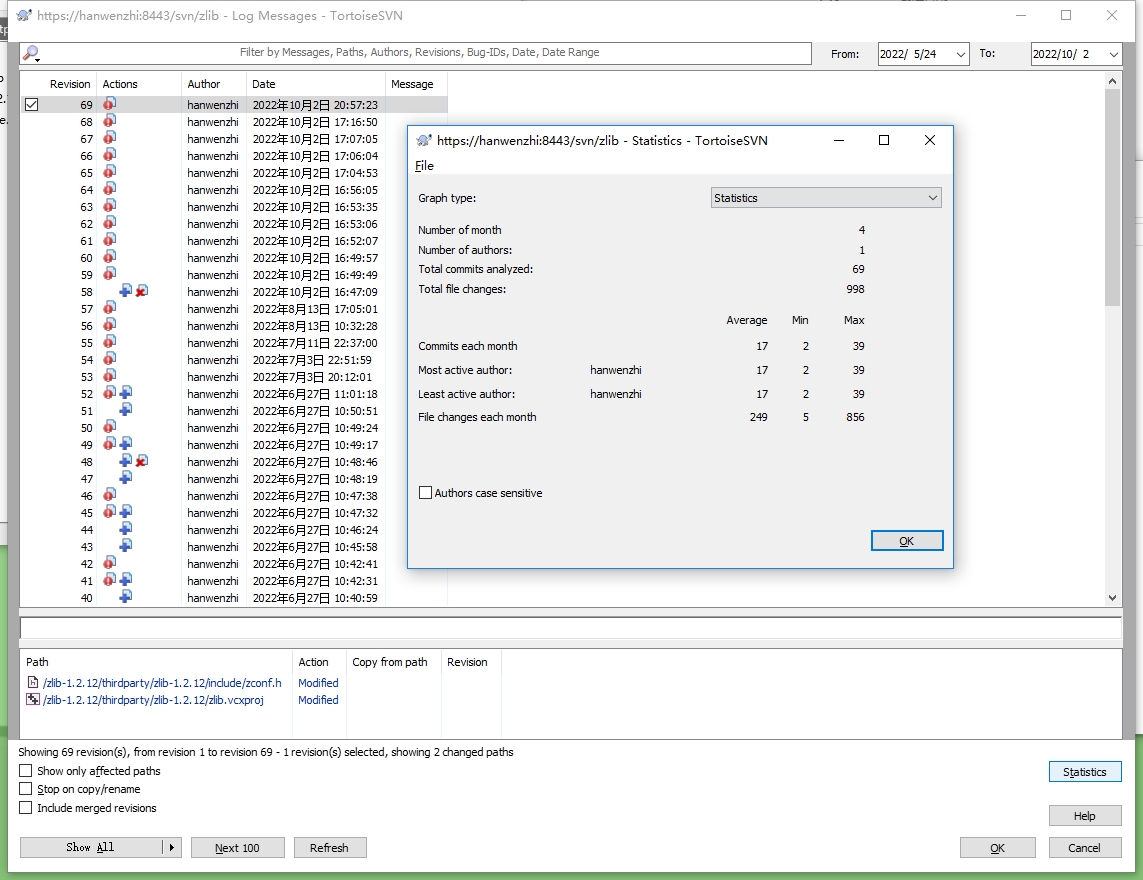 https://hanwenzhi:8443/svn/zlib - Log Messages - TortoiseSVN
Filter by Messages, Paths, Authors, Revisions, Bug-IDs, Date, Date Range From: 2022/ 5/24 To: 2022/10/ 2
Revision Actions Author Date Message
69 hanwenzhi 2022年10月2日 20:57:23
68 hanwenzhi 2022年10月2日 17:16:50
67 hanwenzhi 2022年10月2日 17:07:05
66 hanwenzhi 2022年10月2日 17:06:04
65 hanwenzhi 2022年10月2日 17:04:53
64 hanwenzhi 2022年10月2日 16:56:05
63 hanwenzhi 2022年10月2日 16:53:35
62 hanwenzhi 2022年10月2日 16:53:06
61 hanwenzhi 2022年10月2日 16:52:07
60 hanwenzhi 2022年10月2日 16:49:57
59 hanwenzhi 2022年10月2日 16:49:49
58 hanwenzhi 2022年10月2日 16:47:09
57 hanwenzhi 2022年8月13日 17:05:01
56 hanwenzhi 2022年8月13日 10:32:28
55 hanwenzhi 2022年7月11日 22:37:00
54 hanwenzhi 2022年7月3日 22:51:59
53 hanwenzhi 2022年7月3日 20:12:01
52 hanwenzhi 2022年6月27日 11:01:18
51 hanwenzhi 2022年6月27日 10:50:51
50 hanwenzhi 2022年6月27日 10:49:24
49 hanwenzhi 2022年6月27日 10:49:17
48 hanwenzhi 2022年6月27日 10:48:46
47 hanwenzhi 2022年6月27日 10:48:19
46 hanwenzhi 2022年6月27日 10:47:38
45 hanwenzhi 2022年6月27日 10:47:32
44 hanwenzhi 2022年6月27日 10:46:24
43 hanwenzhi 2022年6月27日 10:45:58
42 hanwenzhi 2022年6月27日 10:42:41
41 hanwenzhi 2022年6月27日 10:42:31
40 hanwenzhi 2022年6月27日 10:40:59
https://hanwenzhi:8443/svn/zlib - Statistics - TortoiseSVN
File
Graph type: Statistics
Number of month 4
Number of authors: 1
Total commits analyzed: 69
Total file changes: 998
Average Min Max
Commits each month 17 2 39
Most active author: hanwenzhi 17 2 39
Least active author: hanwenzhi 17 2 39
File changes each month 249 5 856
Authors case sensitive
OK
Path Action Copy from path Revision
/zlib-1.2.12/thirdparty/zlib-1.2.12/include/zconf.h Modified
/zlib-1.2.12/thirdparty/zlib-1.2.12/zlib.vcxproj Modified
Showing 69 revision(s), from revision 1 to revision 69 - 1 revision(s) selected, showing 2 changed paths
Show only affected paths
Statistics
Stop on copy/rename
Include merged revisions
Help
Show All Next 100 Refresh OK Cancel